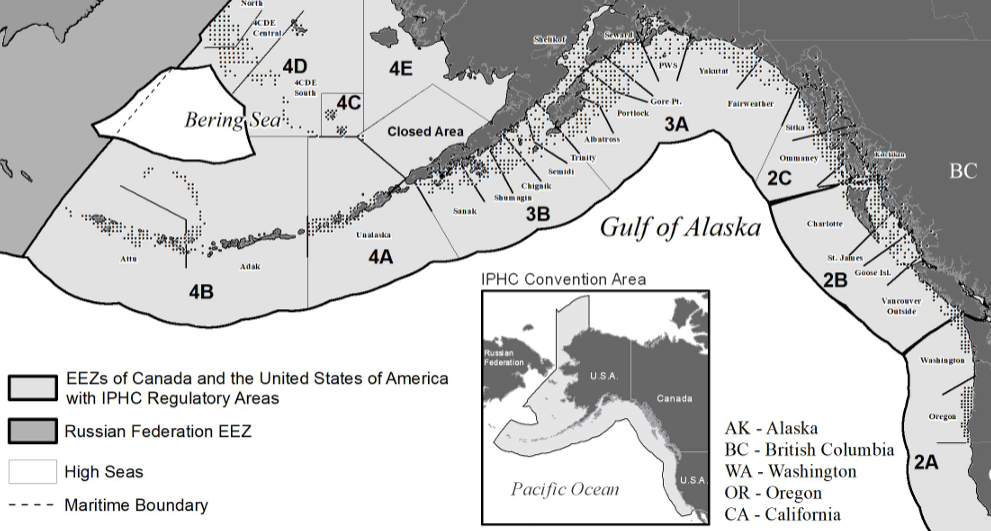 North
4CDE
Central
4D
4CDE
South
4C
4E
Bering Sea
Closed Area
Shelikof
Seward
PWS
Yakutat
Gore Pt.
Fairweather
Portlock
3A
Albatross
Trinity
Semidi
Chignik
Shumagin
Sanak
3B
Sitka
Ommaney
Ketchikan
2C
BC
Gulf of Alaska
Charlotte
St. James
Goose Isl.
2B
Vancouver
Outside
Unalaska
4A
Attu
Adak
4B
Washington
Oregon
2A
IPHC Convention Area
Russian
Federation
U.S.A.
Canada
U.S.A.
Pacific Ocean
EEZs of Canada and the United States of America
with IPHC Regulatory Areas
Russian Federation EEZ
High Seas
Maritime Boundary
AK - Alaska
BC - British Columbia
WA - Washington
OR - Oregon
CA - California